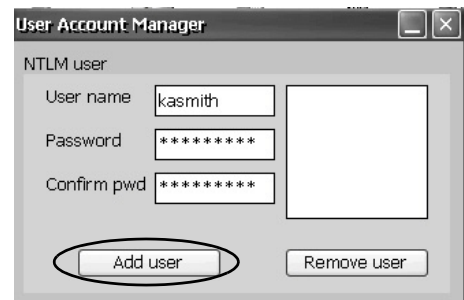 User Account Manager
NTLM user
User name kasmith
Password *********
Confirm pwd *********
Add user Remove user